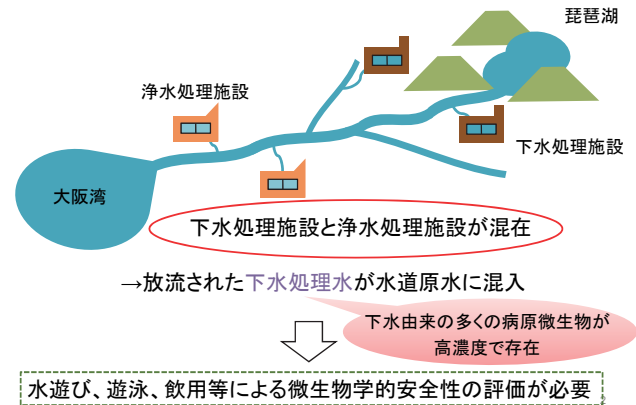 琵琶湖
浄水処理施設
下水処理施設
大阪湾
下水処理施設と浄水処理施設が混在
→放流された下水処理水が水道原水に混入
下水由来の多くの病原微生物が
高濃度で存在
水遊び、遊泳、飲用等による微生物学的安全性の評価が必要
2